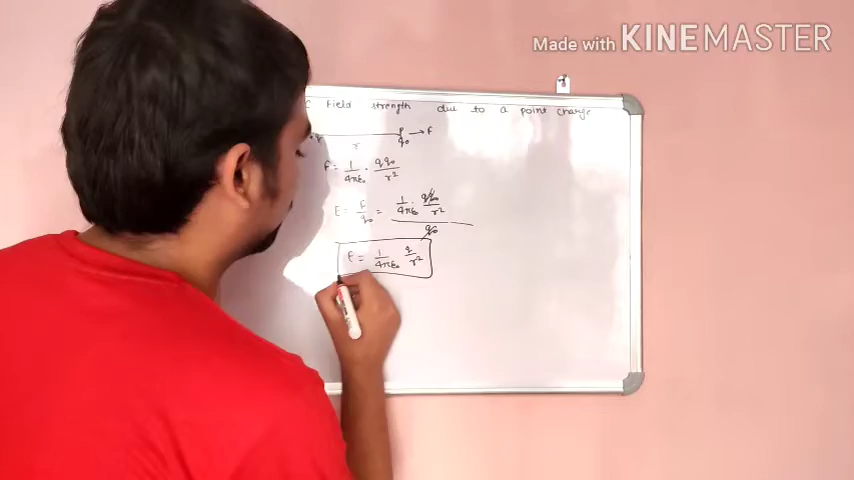 Made with KINEMASTER
c Field strength due to a point charge
q r P → F
q₀
F = 1/4πε₀ · qq₀/r²
E = F/q₀ = 1/4πε₀ · qq₀/r² / q₀
E = 1/4πε₀ q/r²